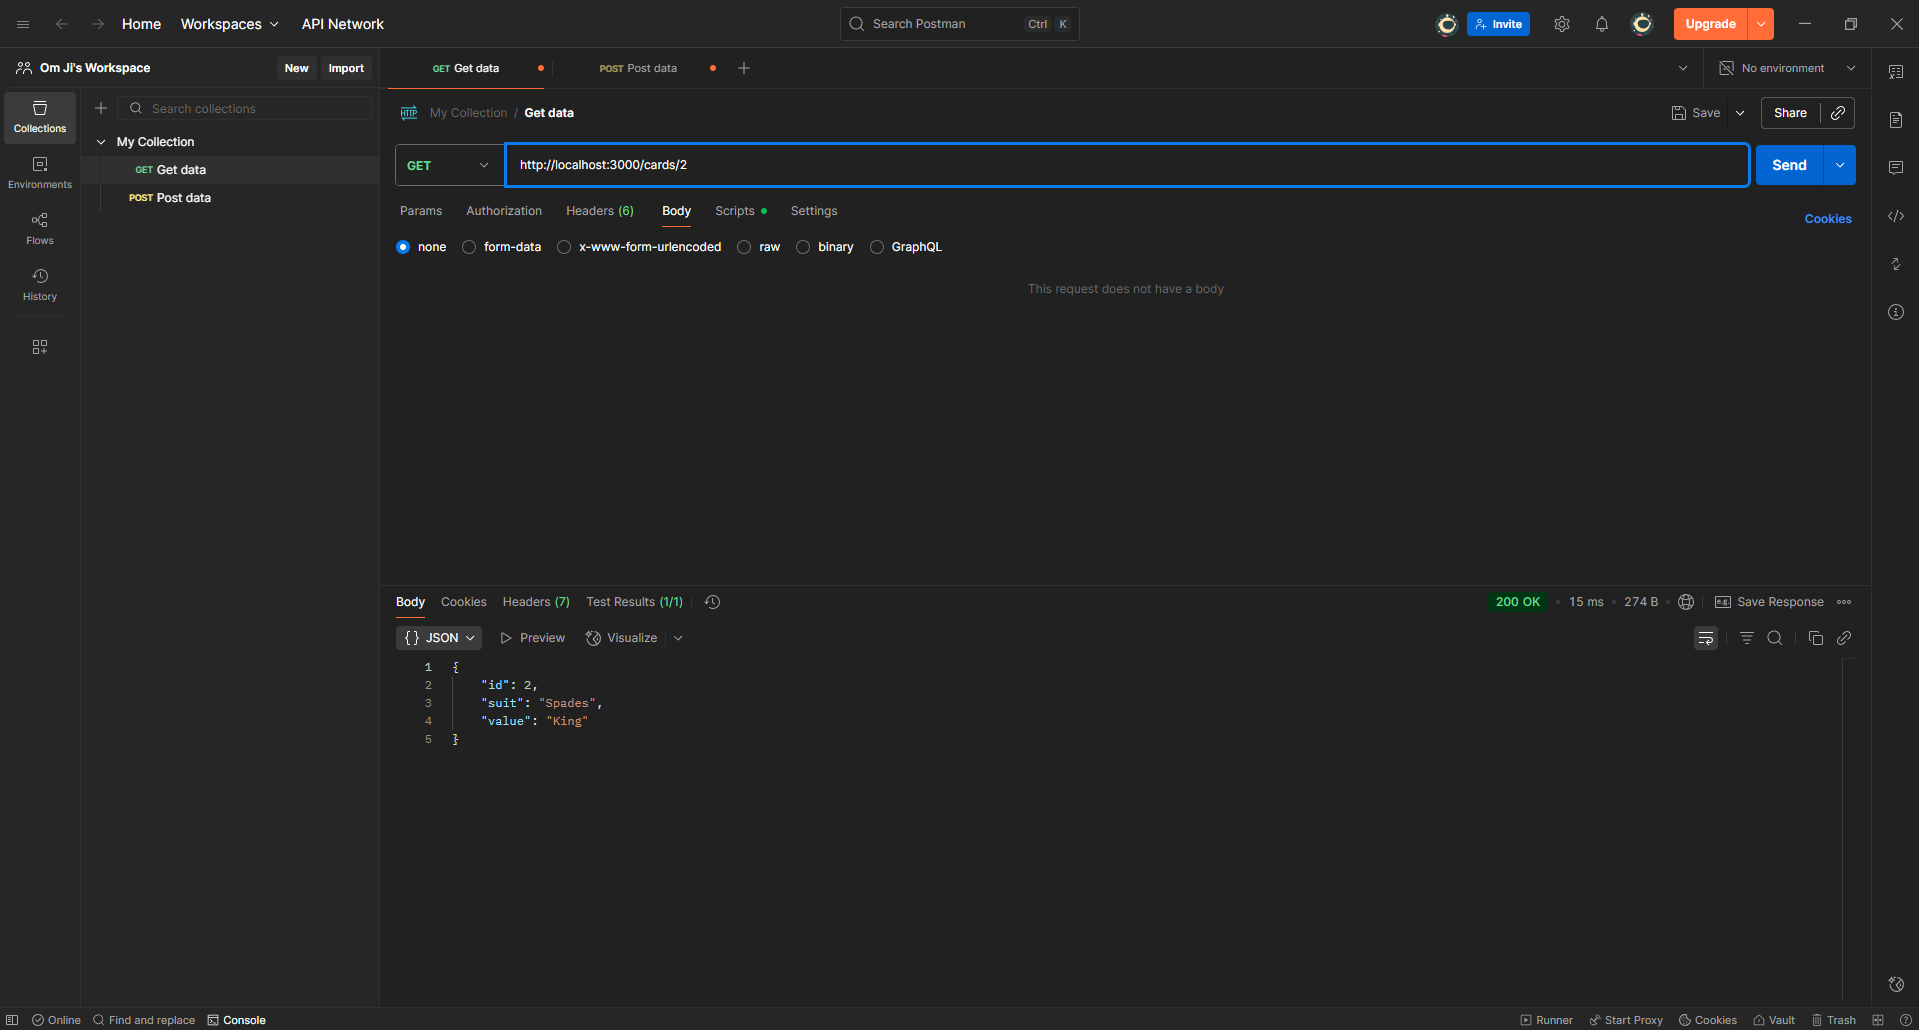 Home Workspaces API Network Search Postman Ctrl K Invite Upgrade
Om Ji's Workspace New Import GET Get data POST Post data No environment
Search collections
Collections
My Collection
GET Get data
POST Post data
Environments
Flows
History
HTTP My Collection / Get data Save Share
GET http://localhost:3000/cards/2 Send
Params Authorization Headers (6) Body Scripts Settings Cookies
none form-data x-www-form-urlencoded raw binary GraphQL
This request does not have a body
Body Cookies Headers (7) Test Results (1/1) 200 OK 15 ms 274 B e.g. Save Response
{} JSON Preview Visualize
1 {
2 "id": 2,
3 "suit": "Spades",
4 "value": "King"
5 }
Online Find and replace Console Runner Start Proxy Cookies Vault Trash